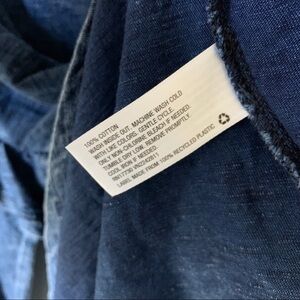 100% COTTON
WASH INSIDE OUT. MACHINE WASH COLD
WITH LIKE COLORS. GENTLE CYCLE.
ONLY NON-CHLORINE BLEACH IF NEEDED.
TUMBLE DRY LOW. REMOVE PROMPTLY.
COOL IRON IF NEEDED.
LABEL MADE FROM 100% RECYCLED PLASTIC